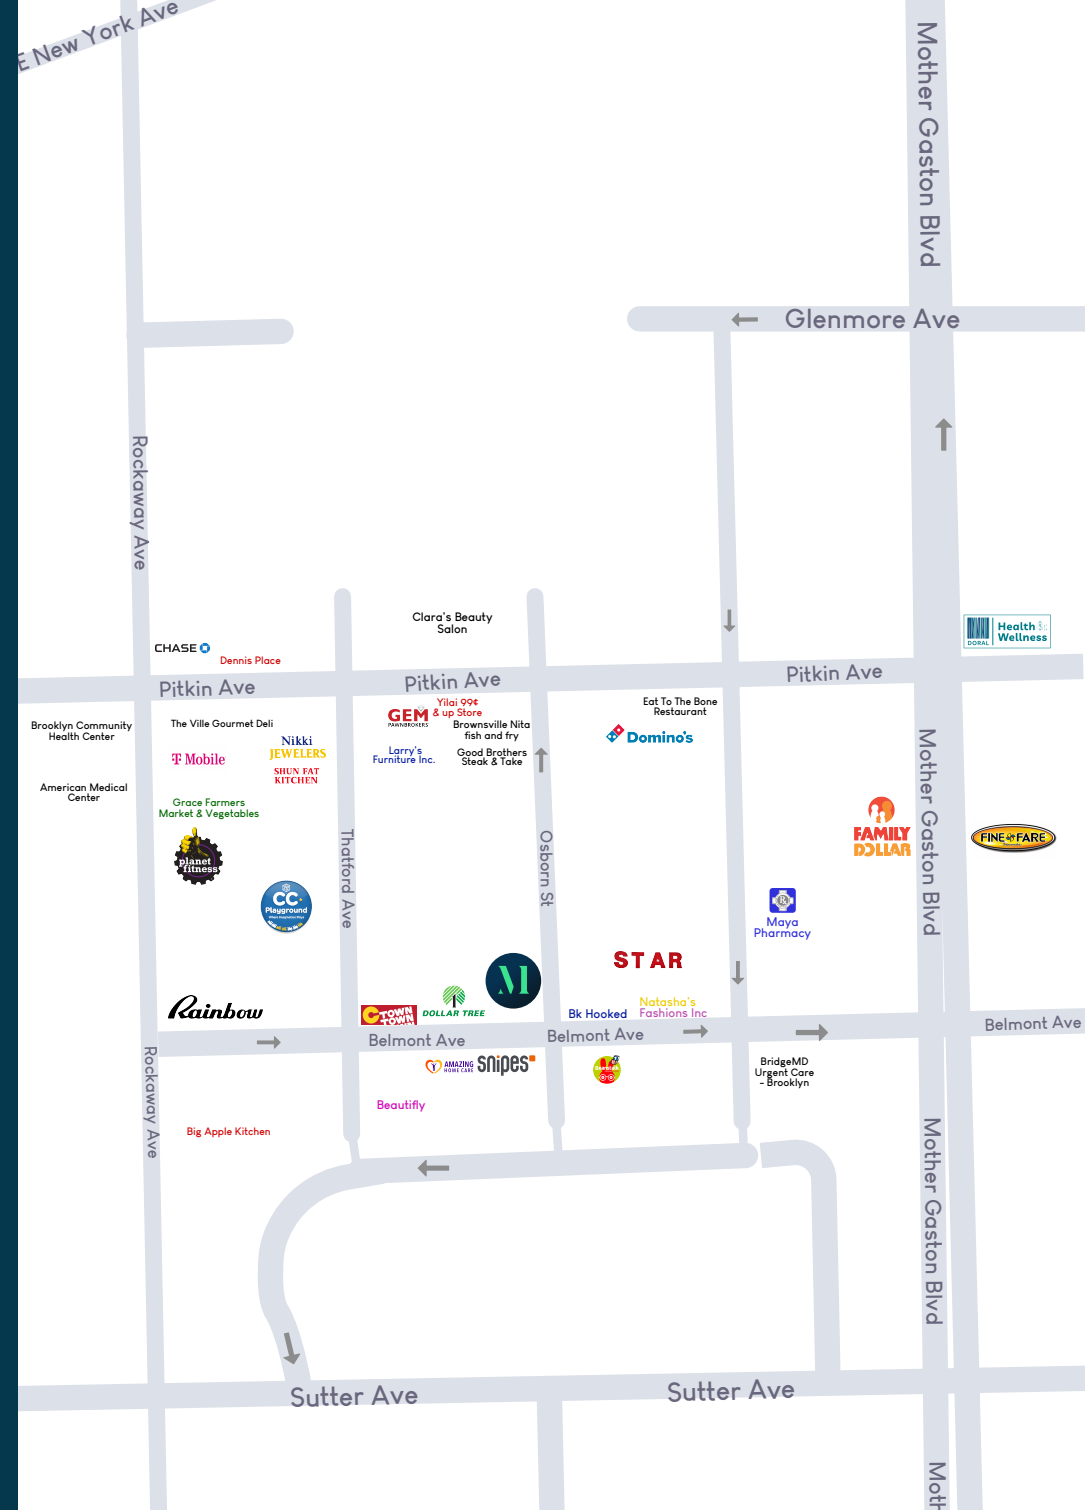 E New York Ave
Mother Gaston Blvd
Glenmore Ave
Rockaway Ave
Clara's Beauty
Salon
DORAL
Health
Wellness
CHASE
Dennis Place
Pitkin Ave
Pitkin Ave
Pitkin Ave
Brooklyn Community
Health Center
The Ville Gourmet Deli
GEM
PAWNBROKERS
Yilai 99¢
& up Store
Brownsville Nita
fish and fry
Eat To The Bone
Restaurant
Domino's
T Mobile
Nikki
JEWELERS
SHUN FAT
KITCHEN
Larry's
Furniture Inc.
Good Brothers
Steak & Take
American Medical
Center
Grace Farmers
Market & Vegetables
planet
fitness
Thatford Ave
Osborn St
FAMILY
DOLLAR
Mother Gaston Blvd
FINE FARE
CC
Playground
Maya
Pharmacy
STAR
M
Rainbow
CTOWN
TOWN
DOLLAR TREE
Bk Hooked
Natasha's
Fashions Inc
Belmont Ave
Belmont Ave
Belmont Ave
Rockaway Ave
AMAZING
HOME CARE
snipes
BridgeMD
Urgent Care
- Brooklyn
Beautifly
Big Apple Kitchen
Mother Gaston Blvd
Sutter Ave
Sutter Ave
Moth